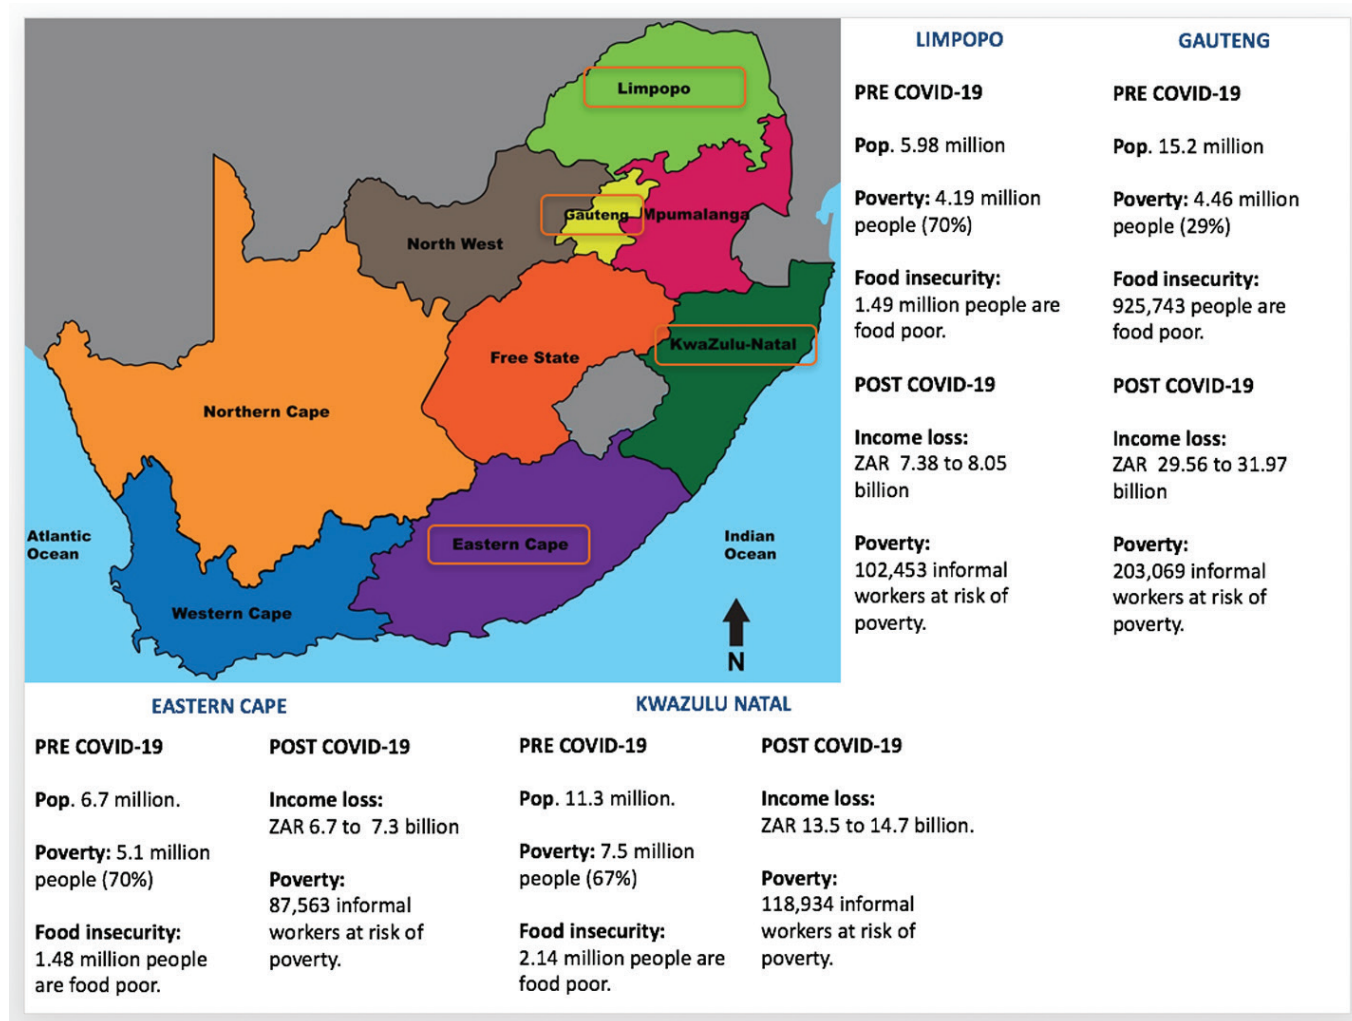 Limpopo
Gauteng
Mpumalanga
North West
KwaZulu-Natal
Free State
Northern Cape
Atlantic
Ocean
Eastern Cape
Indian
Ocean
Western Cape
N
LIMPOPO
PRE COVID-19
Pop. 5.98 million
Poverty: 4.19 million
people (70%)
Food insecurity:
1.49 million people are
food poor.
POST COVID-19
Income loss:
ZAR 7.38 to 8.05
billion
Poverty:
102,453 informal
workers at risk of
poverty.
GAUTENG
PRE COVID-19
Pop. 15.2 million
Poverty: 4.46 million
people (29%)
Food insecurity:
925,743 people are
food poor.
POST COVID-19
Income loss:
ZAR 29.56 to 31.97
billion
Poverty:
203,069 informal
workers at risk of
poverty.
EASTERN CAPE
PRE COVID-19
Pop. 6.7 million.
Poverty: 5.1 million
people (70%)
Food insecurity:
1.48 million people
are food poor.
POST COVID-19
Income loss:
ZAR 6.7 to 7.3 billion
Poverty:
87,563 informal
workers at risk of
poverty.
KWAZULU NATAL
PRE COVID-19
Pop. 11.3 million.
Poverty: 7.5 million
people (67%)
Food insecurity:
2.14 million people are
food poor.
POST COVID-19
Income loss:
ZAR 13.5 to 14.7 billion.
Poverty:
118,934 informal
workers at risk of
poverty.